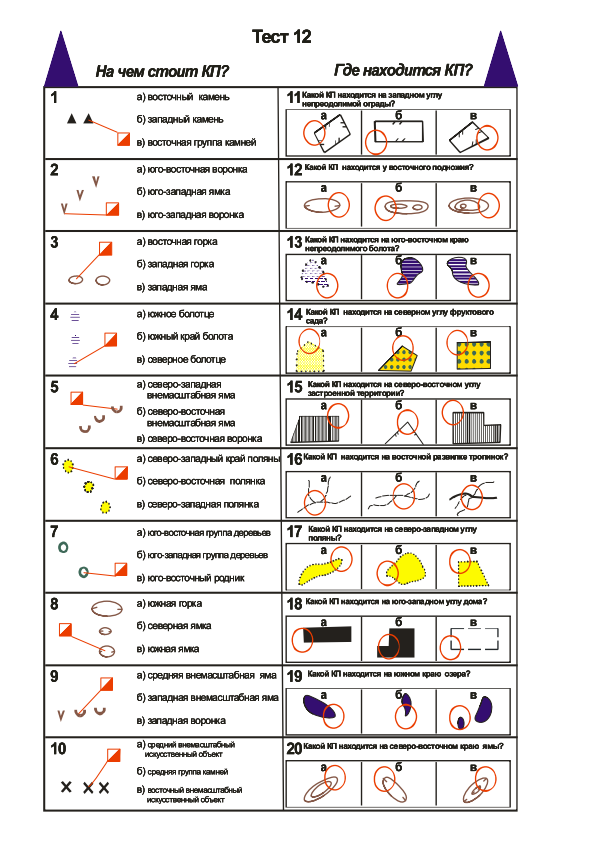 Тест 12
На чем стоит КП?
Где находится КП?
1
а) восточный камень
б) западный камень
в) восточная группа камней
2
а) юго-восточная воронка
б) юго-западная ямка
в) юго-западная воронка
3
а) восточная горка
б) западная горка
в) западная яма
4
а) южное болотце
б) южный край болота
в) северное болотце
5
а) северо-западная
внемасштабная яма
б) северо-восточная
внемасштабная яма
в) северо-восточная воронка
6
а) северо-западный край поляны
б) северо-восточная полянка
в) северо-западная полянка
7
а) юго-восточная группа деревьев
б) юго-западная группа деревьев
в) юго-восточный родник
8
а) южная горка
б) северная ямка
в) южная ямка
9
а) средняя внемасштабная яма
б) западная внемасштабная яма
в) западная воронка
10
а) средний внемасштабный
искусственный объект
б) средняя группа камней
в) восточный внемасштабный
искусственный объект
11 Какой КП находится на западном углу
непреодолимой ограды?
а б в
12 Какой КП находится у восточного подножия?
а б в
13 Какой КП находится на юго-восточном краю
непреодолимого болота?
а б в
14 Какой КП находится на северном углу фруктового
сада?
а б в
15 Какой КП находится на северо-восточном углу
застроенной территории?
а б в
16 Какой КП находится на восточной развилке тропинок?
а б в
17 Какой КП находится на северо-западном углу
поляны?
а б в
18 Какой КП находится на юго-западном углу дома?
а б в
19 Какой КП находится на южном краю озера?
а б в
20 Какой КП находится на северо-восточном краю ямы?
а б в